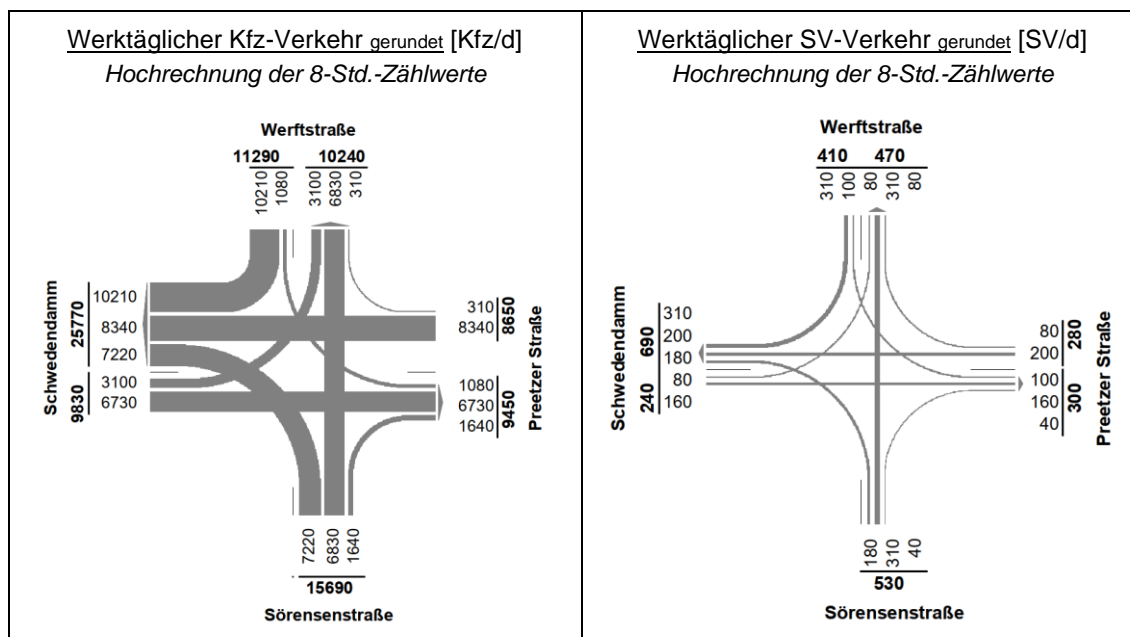 Werktäglicher Kfz-Verkehr gerundet [Kfz/d]
Hochrechnung der 8-Std.-Zählwerte
Werftstraße
11290 10240
10210 1080 3100 6830 310
Schwedendamm
25770
10210
8340
7220
9830
3100
6730
310
8340
8650
1080
6730
1640
9450
Preetzer Straße
7220 6830 1640
15690
Sörensenstraße
Werktäglicher SV-Verkehr gerundet [SV/d]
Hochrechnung der 8-Std.-Zählwerte
Werftstraße
410 470
310 100 80 310 80
Schwedendamm
690
310
200
180
240
80
160
80
200
280
100
160
40
300
Preetzer Straße
180 310 40
530
Sörensenstraße